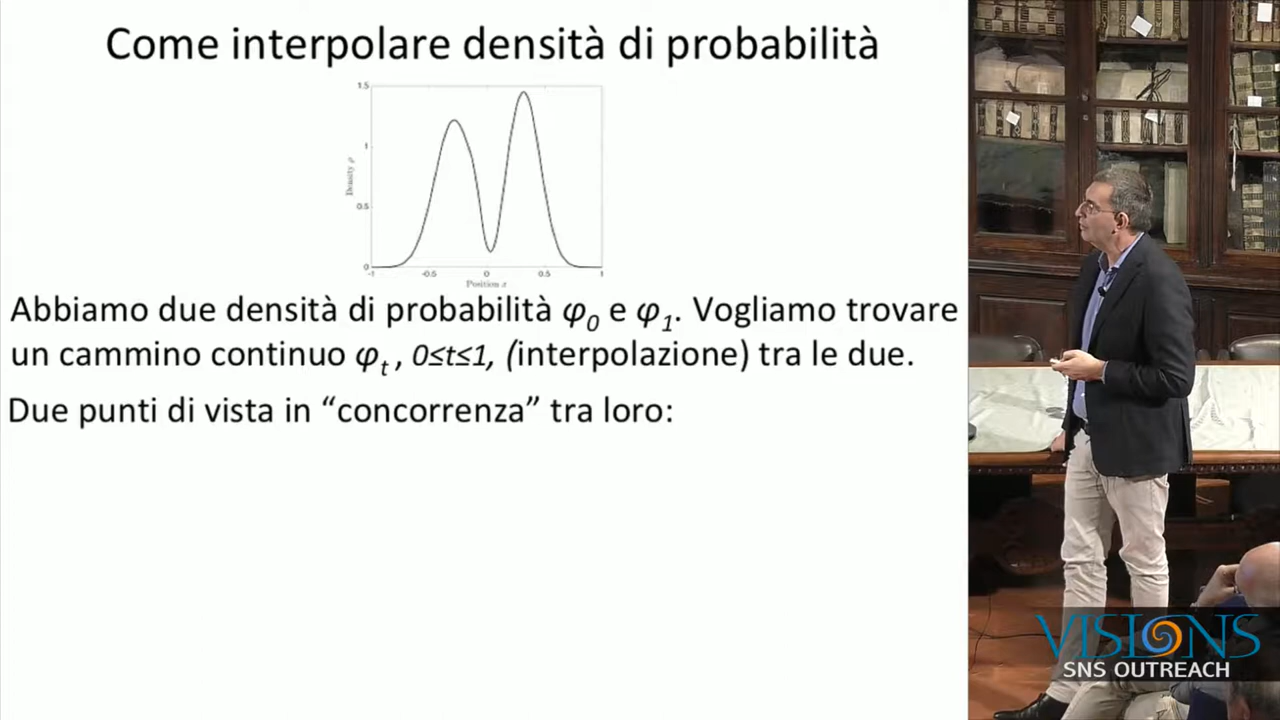 Come interpolare densità di probabilità
1.5
1
0.5
0
Density ρ
-1 -0.5 0 0.5 1
Position x
Abbiamo due densità di probabilità φ0 e φ1. Vogliamo trovare
un cammino continuo φt , 0≤t≤1, (interpolazione) tra le due.
Due punti di vista in “concorrenza” tra loro:
VISIONS
SNS OUTREACH